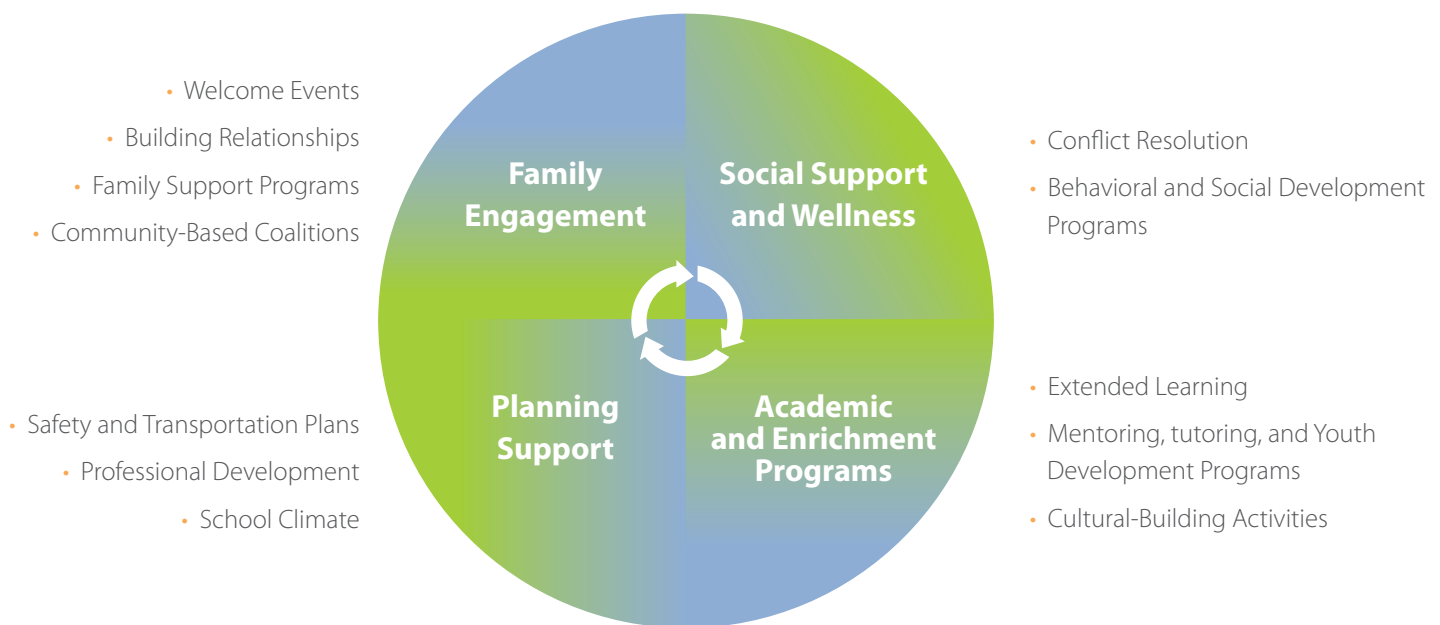 • Welcome Events
• Building Relationships
• Family Support Programs
• Community-Based Coalitions
Family
Engagement
Social Support
and Wellness
• Conflict Resolution
• Behavioral and Social Development
Programs
• Safety and Transportation Plans
• Professional Development
• School Climate
Planning
Support
Academic
and Enrichment
Programs
• Extended Learning
• Mentoring, tutoring, and Youth
Development Programs
• Cultural-Building Activities